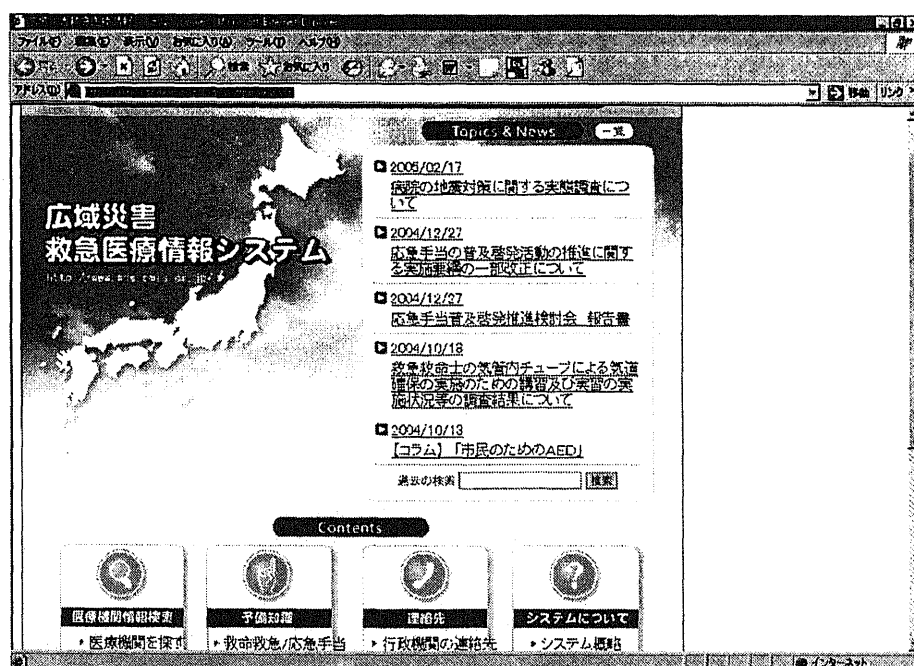 ファイル(F) 編集(E) 表示(V) お気に入り(A) ツール(T) ヘルプ(H)
検索 お気に入り
アドレス(D) 移動 リンク
Topics & News 一覧
2005/02/17
病院の地震対策に関する実態調査につ
いて
広域災害
救急医療情報システム
2004/12/27
応急手当の普及啓発活動の推進に関す
る実施要綱の一部改正について
2004/12/27
応急手当普及啓発推進検討会 報告書
2004/10/18
救急救命士の気管内チューブによる気道
確保の実施のための講習及び実習の実
施状況等の調査結果について
2004/10/13
【コラム】「市民のためのAED」
過去の検索 検索
Contents
医療機関情報検索 予備知識 連絡先 システムについて
医療機関を探す 救命救急/応急手当 行政機関の連絡先 システム概略
インターネット